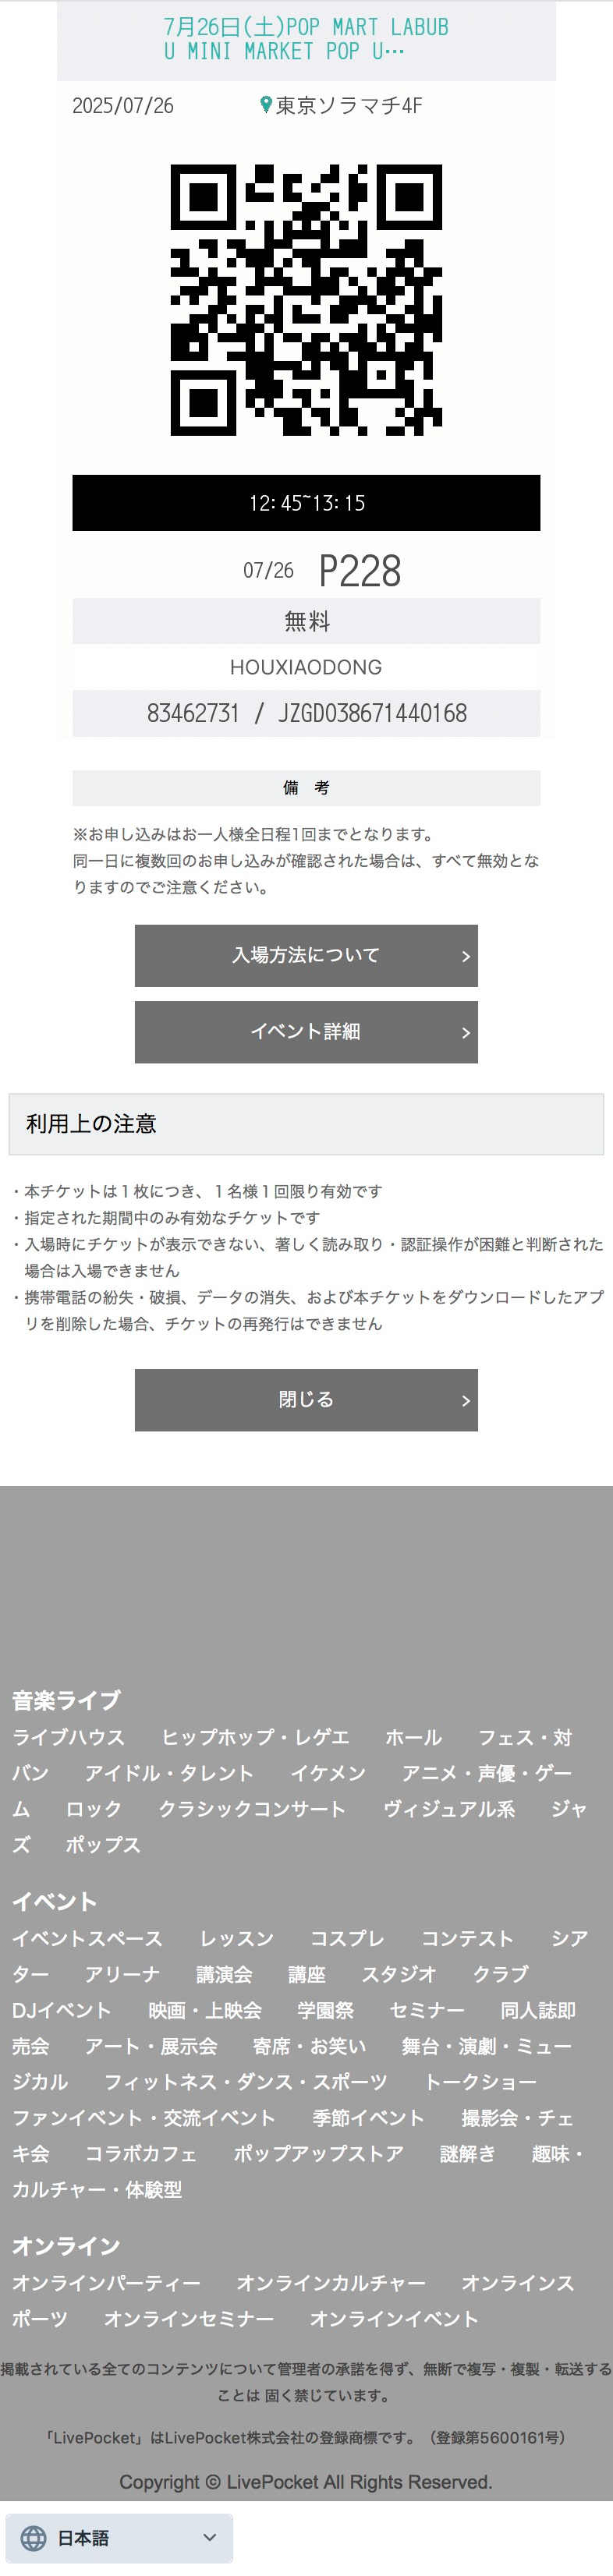 7月26日(土)POP MART LABUB
U MINI MARKET POP U…
2025/07/26 東京ソラマチ4F
12:45~13:15
07/26 P228
無料
HOUXIAODONG
83462731 / JZGD038671440168
備 考
※お申し込みはお一人様全日程1回までとなります。
同一日に複数回のお申し込みが確認された場合は、すべて無効とな
りますのでご注意ください。
入場方法について
イベント詳細
利用上の注意
・本チケットは１枚につき、１名様１回限り有効です
・指定された期間中のみ有効なチケットです
・入場時にチケットが表示できない、著しく読み取り・認証操作が困難と判断された
場合は入場できません
・携帯電話の紛失・破損、データの消失、および本チケットをダウンロードしたアプ
リを削除した場合、チケットの再発行はできません
閉じる
音楽ライブ
ライブハウス ヒップホップ・レゲエ ホール フェス・対
バン アイドル・タレント イケメン アニメ・声優・ゲー
ム ロック クラシックコンサート ヴィジュアル系 ジャ
ズ ポップス
イベント
イベントスペース レッスン コスプレ コンテスト シア
ター アリーナ 講演会 講座 スタジオ クラブ
DJイベント 映画・上映会 学園祭 セミナー 同人誌即
売会 アート・展示会 寄席・お笑い 舞台・演劇・ミュー
ジカル フィットネス・ダンス・スポーツ トークショー
ファンイベント・交流イベント 季節イベント 撮影会・チェ
キ会 コラボカフェ ポップアップストア 謎解き 趣味・
カルチャー・体験型
オンライン
オンラインパーティー オンラインカルチャー オンラインス
ポーツ オンラインセミナー オンラインイベント
掲載されている全てのコンテンツについて管理者の承諾を得ず、無断で複写・複製・転送する
ことは 固く禁じています。
「LivePocket」はLivePocket株式会社の登録商標です。（登録第5600161号）
Copyright © LivePocket All Rights Reserved.
日本語